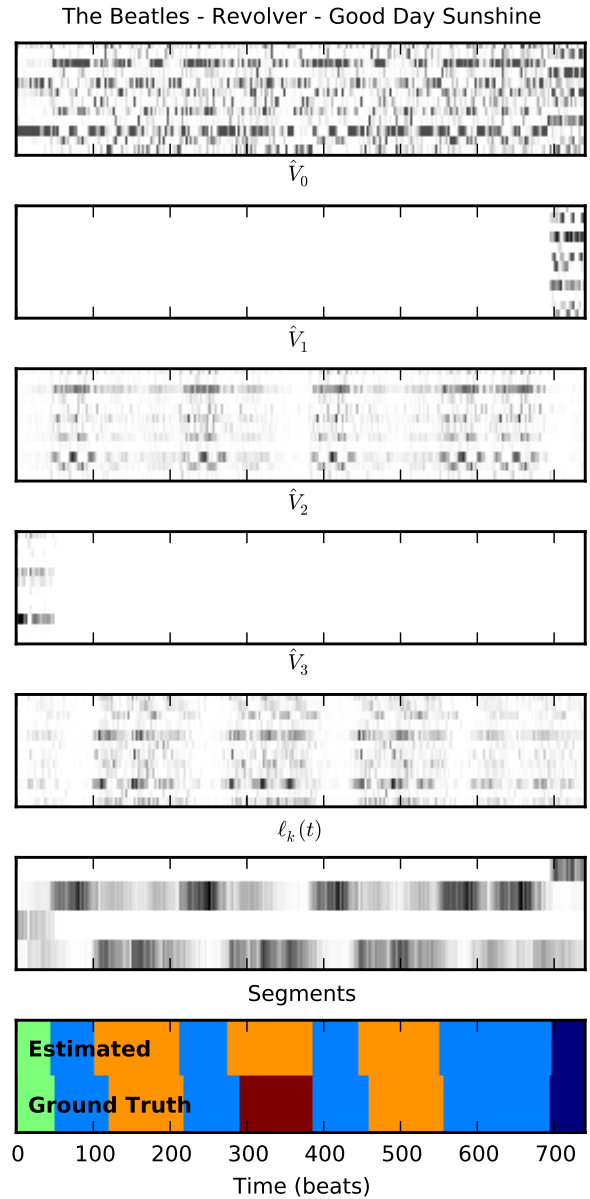 The Beatles - Revolver - Good Day Sunshine
V̂₀
V̂₁
V̂₂
V̂₃
ℓₖ(t)
Segments
Estimated
Ground Truth
0 100 200 300 400 500 600 700
Time (beats)